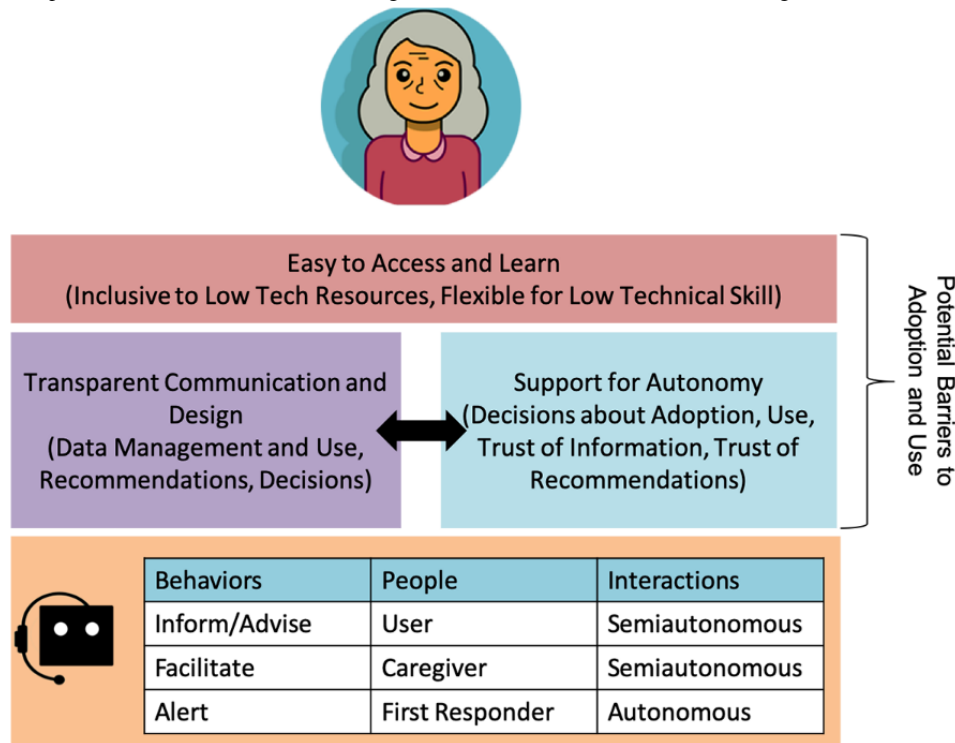 Easy to Access and Learn
(Inclusive to Low Tech Resources, Flexible for Low Technical Skill)
Transparent Communication and
Design
(Data Management and Use,
Recommendations, Decisions)
Support for Autonomy
(Decisions about Adoption, Use,
Trust of Information, Trust of
Recommendations)
Potential Barriers to
Adoption and Use
Behaviors People Interactions
Inform/Advise User Semiautonomous
Facilitate Caregiver Semiautonomous
Alert First Responder Autonomous